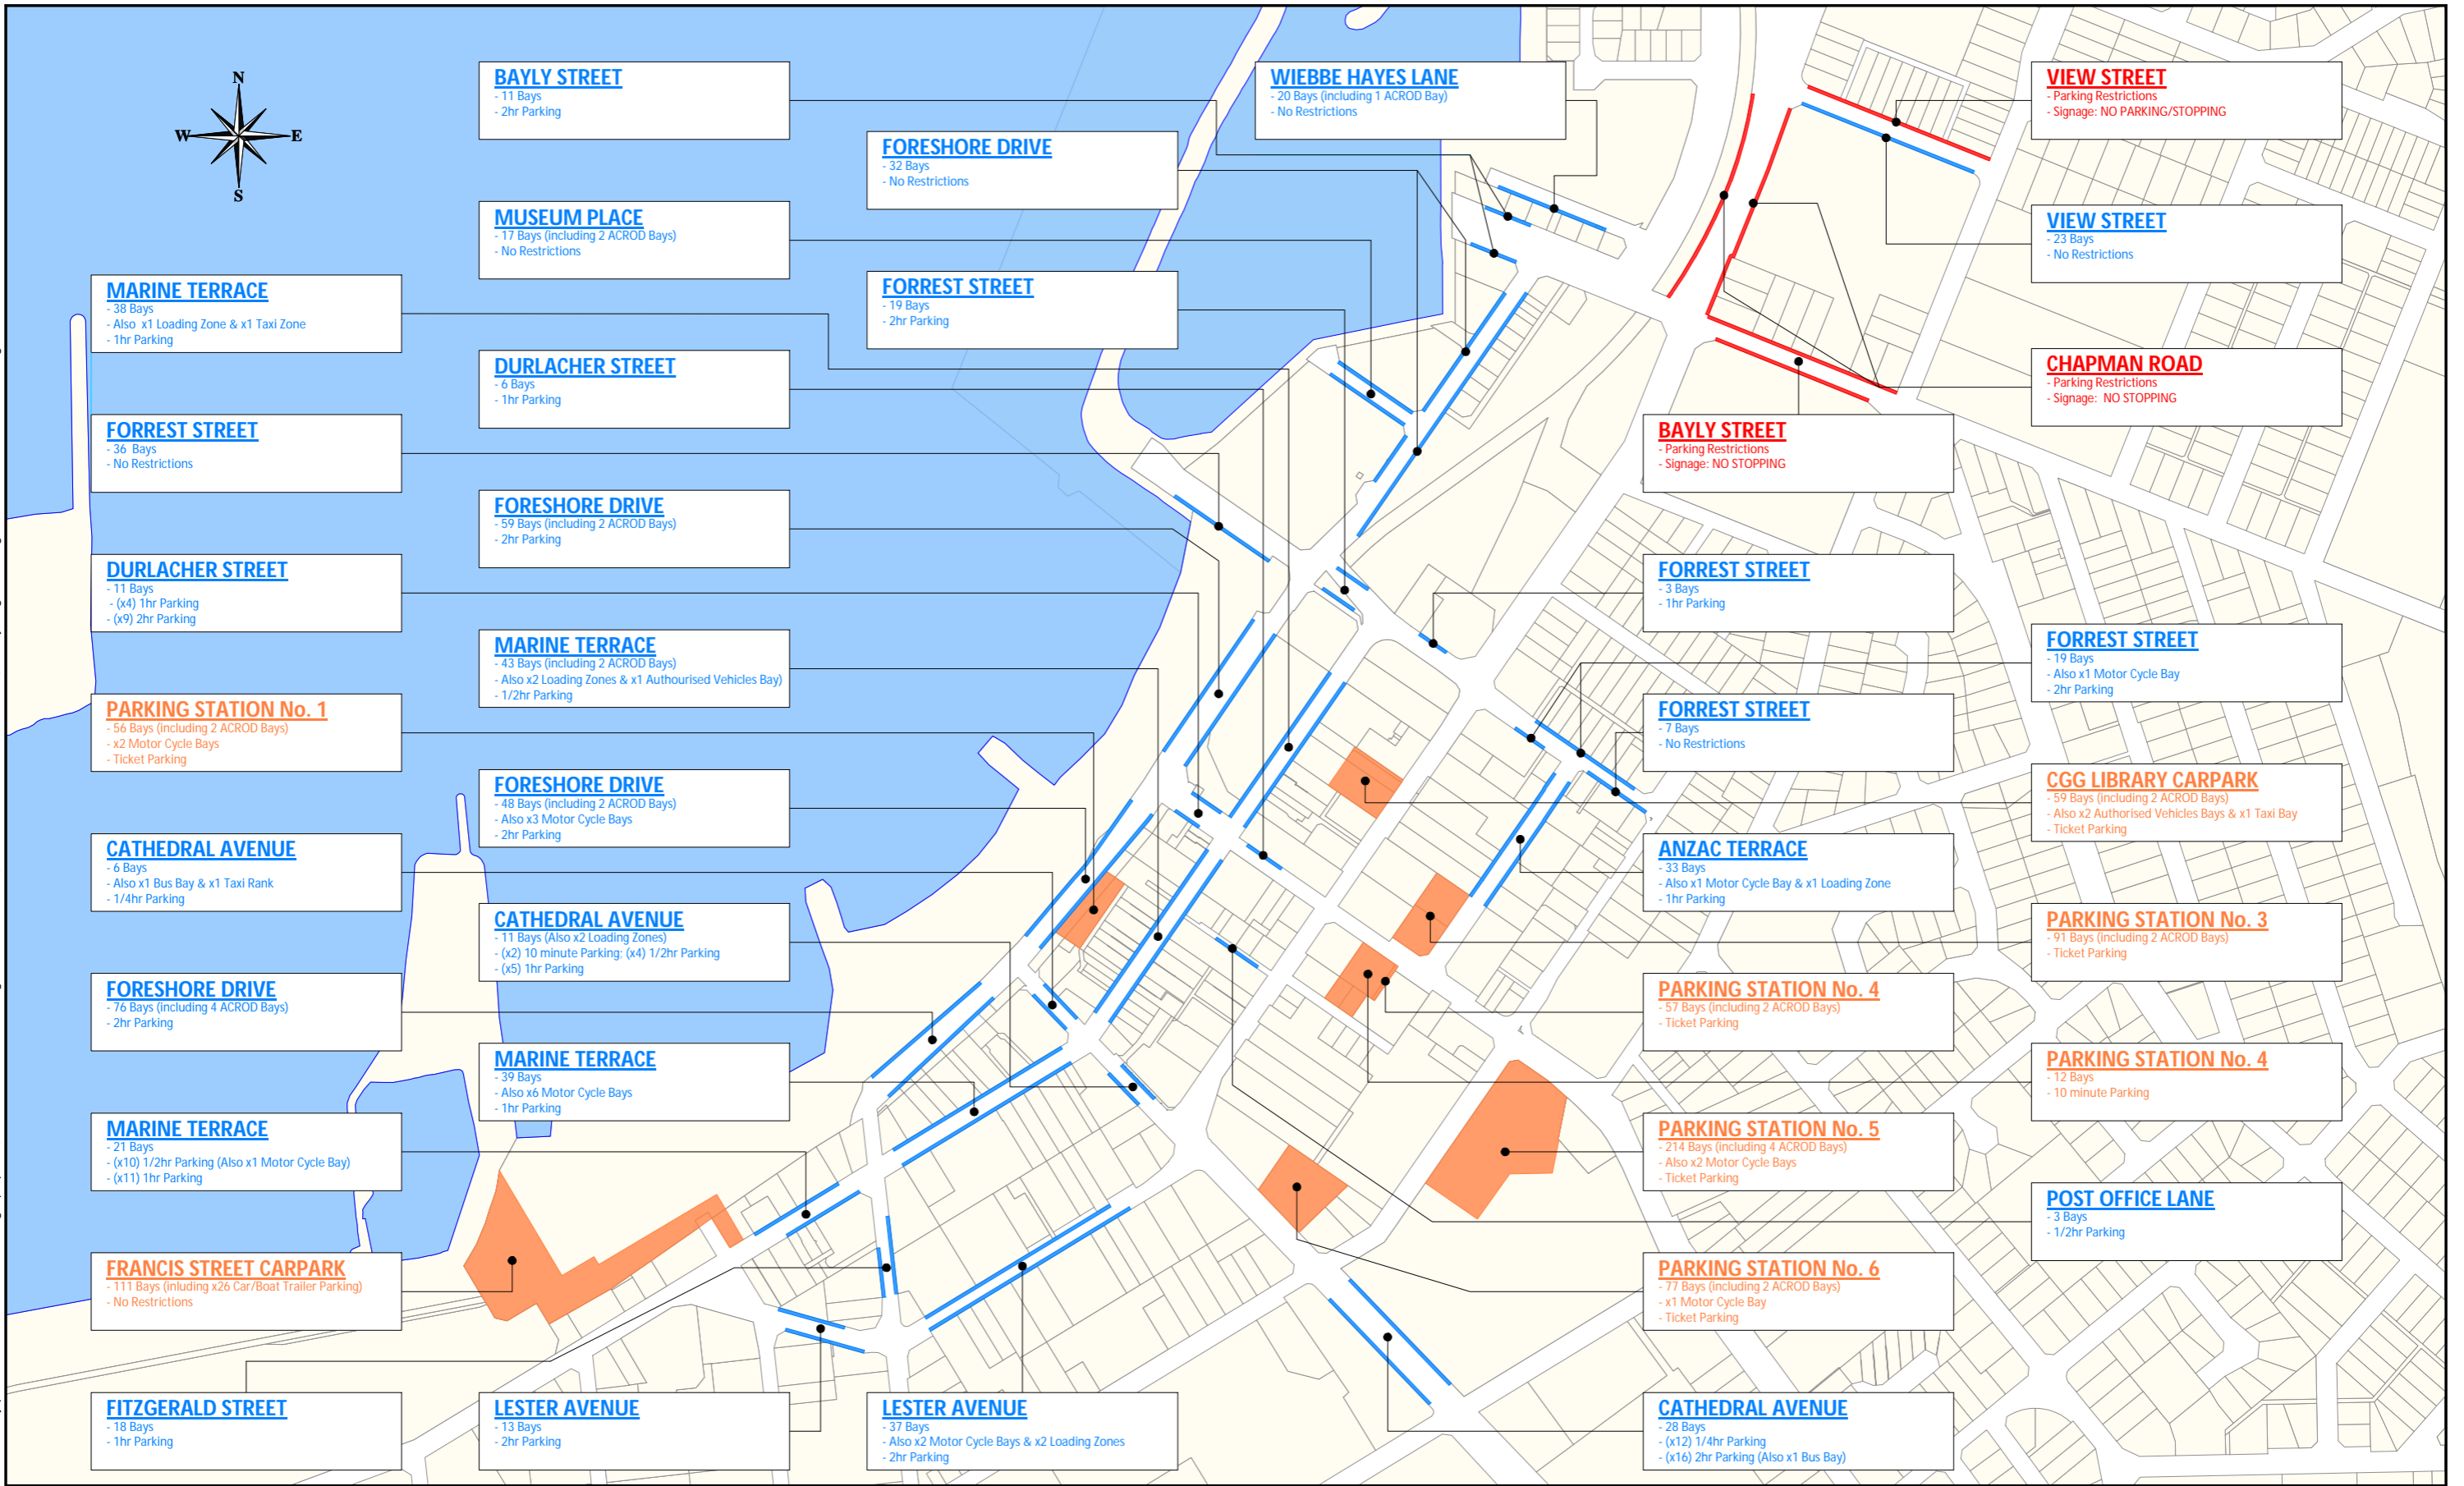 N
W
E
S
BAYLY STREET
- 11 Bays
- 2hr Parking
WIEBBE HAYES LANE
- 20 Bays (including 1 ACROD Bay)
- No Restrictions
VIEW STREET
- Parking Restrictions
- Signage: NO PARKING/STOPPING
FORESHORE DRIVE
- 32 Bays
- No Restrictions
MUSEUM PLACE
- 17 Bays (including 2 ACROD Bays)
- No Restrictions
VIEW STREET
- 23 Bays
- No Restrictions
MARINE TERRACE
- 38 Bays
- Also x1 Loading Zone & x1 Taxi Zone
- 1hr Parking
FORREST STREET
- 19 Bays
- 2hr Parking
DURLACHER STREET
- 6 Bays
- 1hr Parking
CHAPMAN ROAD
- Parking Restrictions
- Signage: NO STOPPING
FORREST STREET
- 36 Bays
- No Restrictions
BAYLY STREET
- Parking Restrictions
- Signage: NO STOPPING
FORESHORE DRIVE
- 59 Bays (including 2 ACROD Bays)
- 2hr Parking
DURLACHER STREET
- 11 Bays
- (x4) 1hr Parking
- (x9) 2hr Parking
FORREST STREET
- 3 Bays
- 1hr Parking
MARINE TERRACE
- 43 Bays (including 2 ACROD Bays)
- Also x2 Loading Zones & x1 Authourised Vehicles Bay)
- 1/2hr Parking
FORREST STREET
- 19 Bays
- Also x1 Motor Cycle Bay
- 2hr Parking
PARKING STATION No. 1
- 56 Bays (including 2 ACROD Bays)
- x2 Motor Cycle Bays
- Ticket Parking
FORREST STREET
- 7 Bays
- No Restrictions
FORESHORE DRIVE
- 48 Bays (including 2 ACROD Bays)
- Also x3 Motor Cycle Bays
- 2hr Parking
CGG LIBRARY CARPARK
- 59 Bays (including 2 ACROD Bays)
- Also x2 Authorised Vehicles Bays & x1 Taxi Bay
- Ticket Parking
CATHEDRAL AVENUE
- 6 Bays
- Also x1 Bus Bay & x1 Taxi Rank
- 1/4hr Parking
ANZAC TERRACE
- 33 Bays
- Also x1 Motor Cycle Bay & x1 Loading Zone
- 1hr Parking
CATHEDRAL AVENUE
- 11 Bays (Also x2 Loading Zones)
- (x2) 10 minute Parking: (x4) 1/2hr Parking
- (x5) 1hr Parking
PARKING STATION No. 3
- 91 Bays (including 2 ACROD Bays)
- Ticket Parking
FORESHORE DRIVE
- 76 Bays (including 4 ACROD Bays)
- 2hr Parking
PARKING STATION No. 4
- 57 Bays (including 2 ACROD Bays)
- Ticket Parking
MARINE TERRACE
- 39 Bays
- Also x6 Motor Cycle Bays
- 1hr Parking
PARKING STATION No. 4
- 12 Bays
- 10 minute Parking
MARINE TERRACE
- 21 Bays
- (x10) 1/2hr Parking (Also x1 Motor Cycle Bay)
- (x11) 1hr Parking
PARKING STATION No. 5
- 214 Bays (including 4 ACROD Bays)
- Also x2 Motor Cycle Bays
- Ticket Parking
POST OFFICE LANE
- 3 Bays
- 1/2hr Parking
FRANCIS STREET CARPARK
- 111 Bays (inluding x26 Car/Boat Trailer Parking)
- No Restrictions
PARKING STATION No. 6
- 77 Bays (including 2 ACROD Bays)
- x1 Motor Cycle Bay
- Ticket Parking
FITZGERALD STREET
- 18 Bays
- 1hr Parking
LESTER AVENUE
- 13 Bays
- 2hr Parking
LESTER AVENUE
- 37 Bays
- Also x2 Motor Cycle Bays & x2 Loading Zones
- 2hr Parking
CATHEDRAL AVENUE
- 28 Bays
- (x12) 1/4hr Parking
- (x16) 2hr Parking (Also x1 Bus Bay)